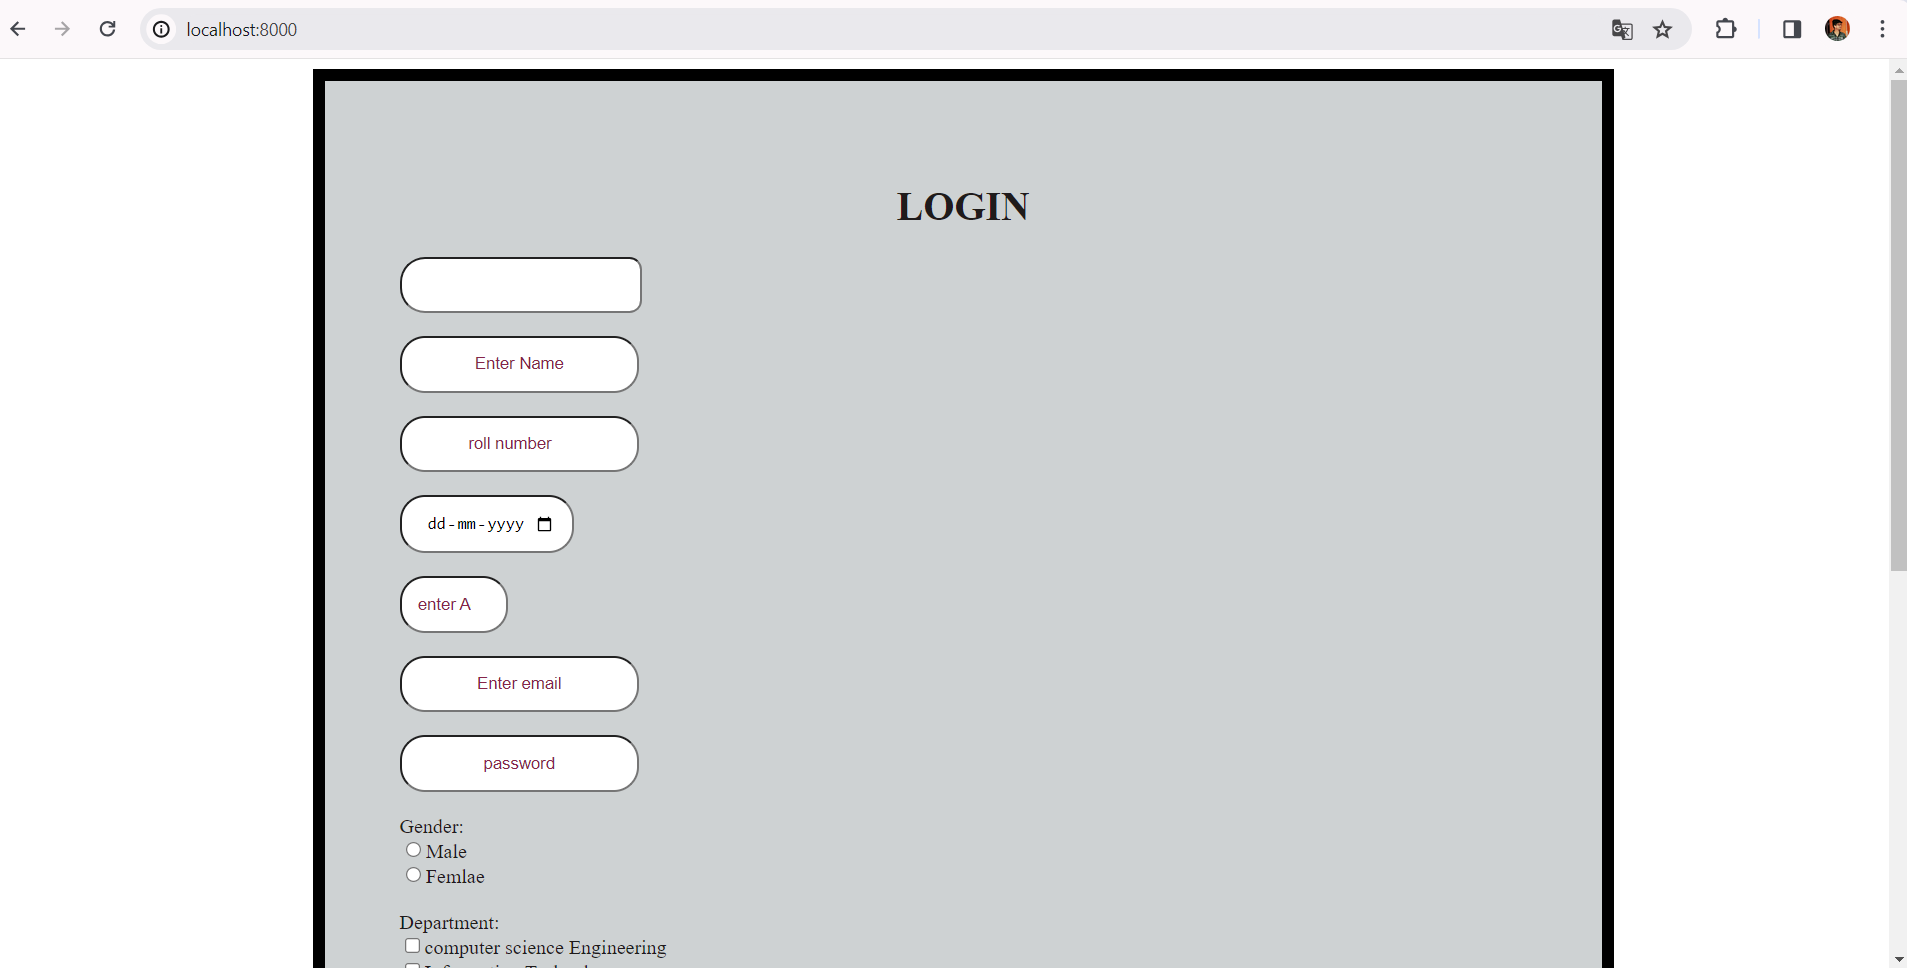 localhost:8000
LOGIN
Enter Name
roll number
dd-mm-yyyy
enter A
Enter email
password
Gender:
Male
Femlae
Department:
computer science Engineering